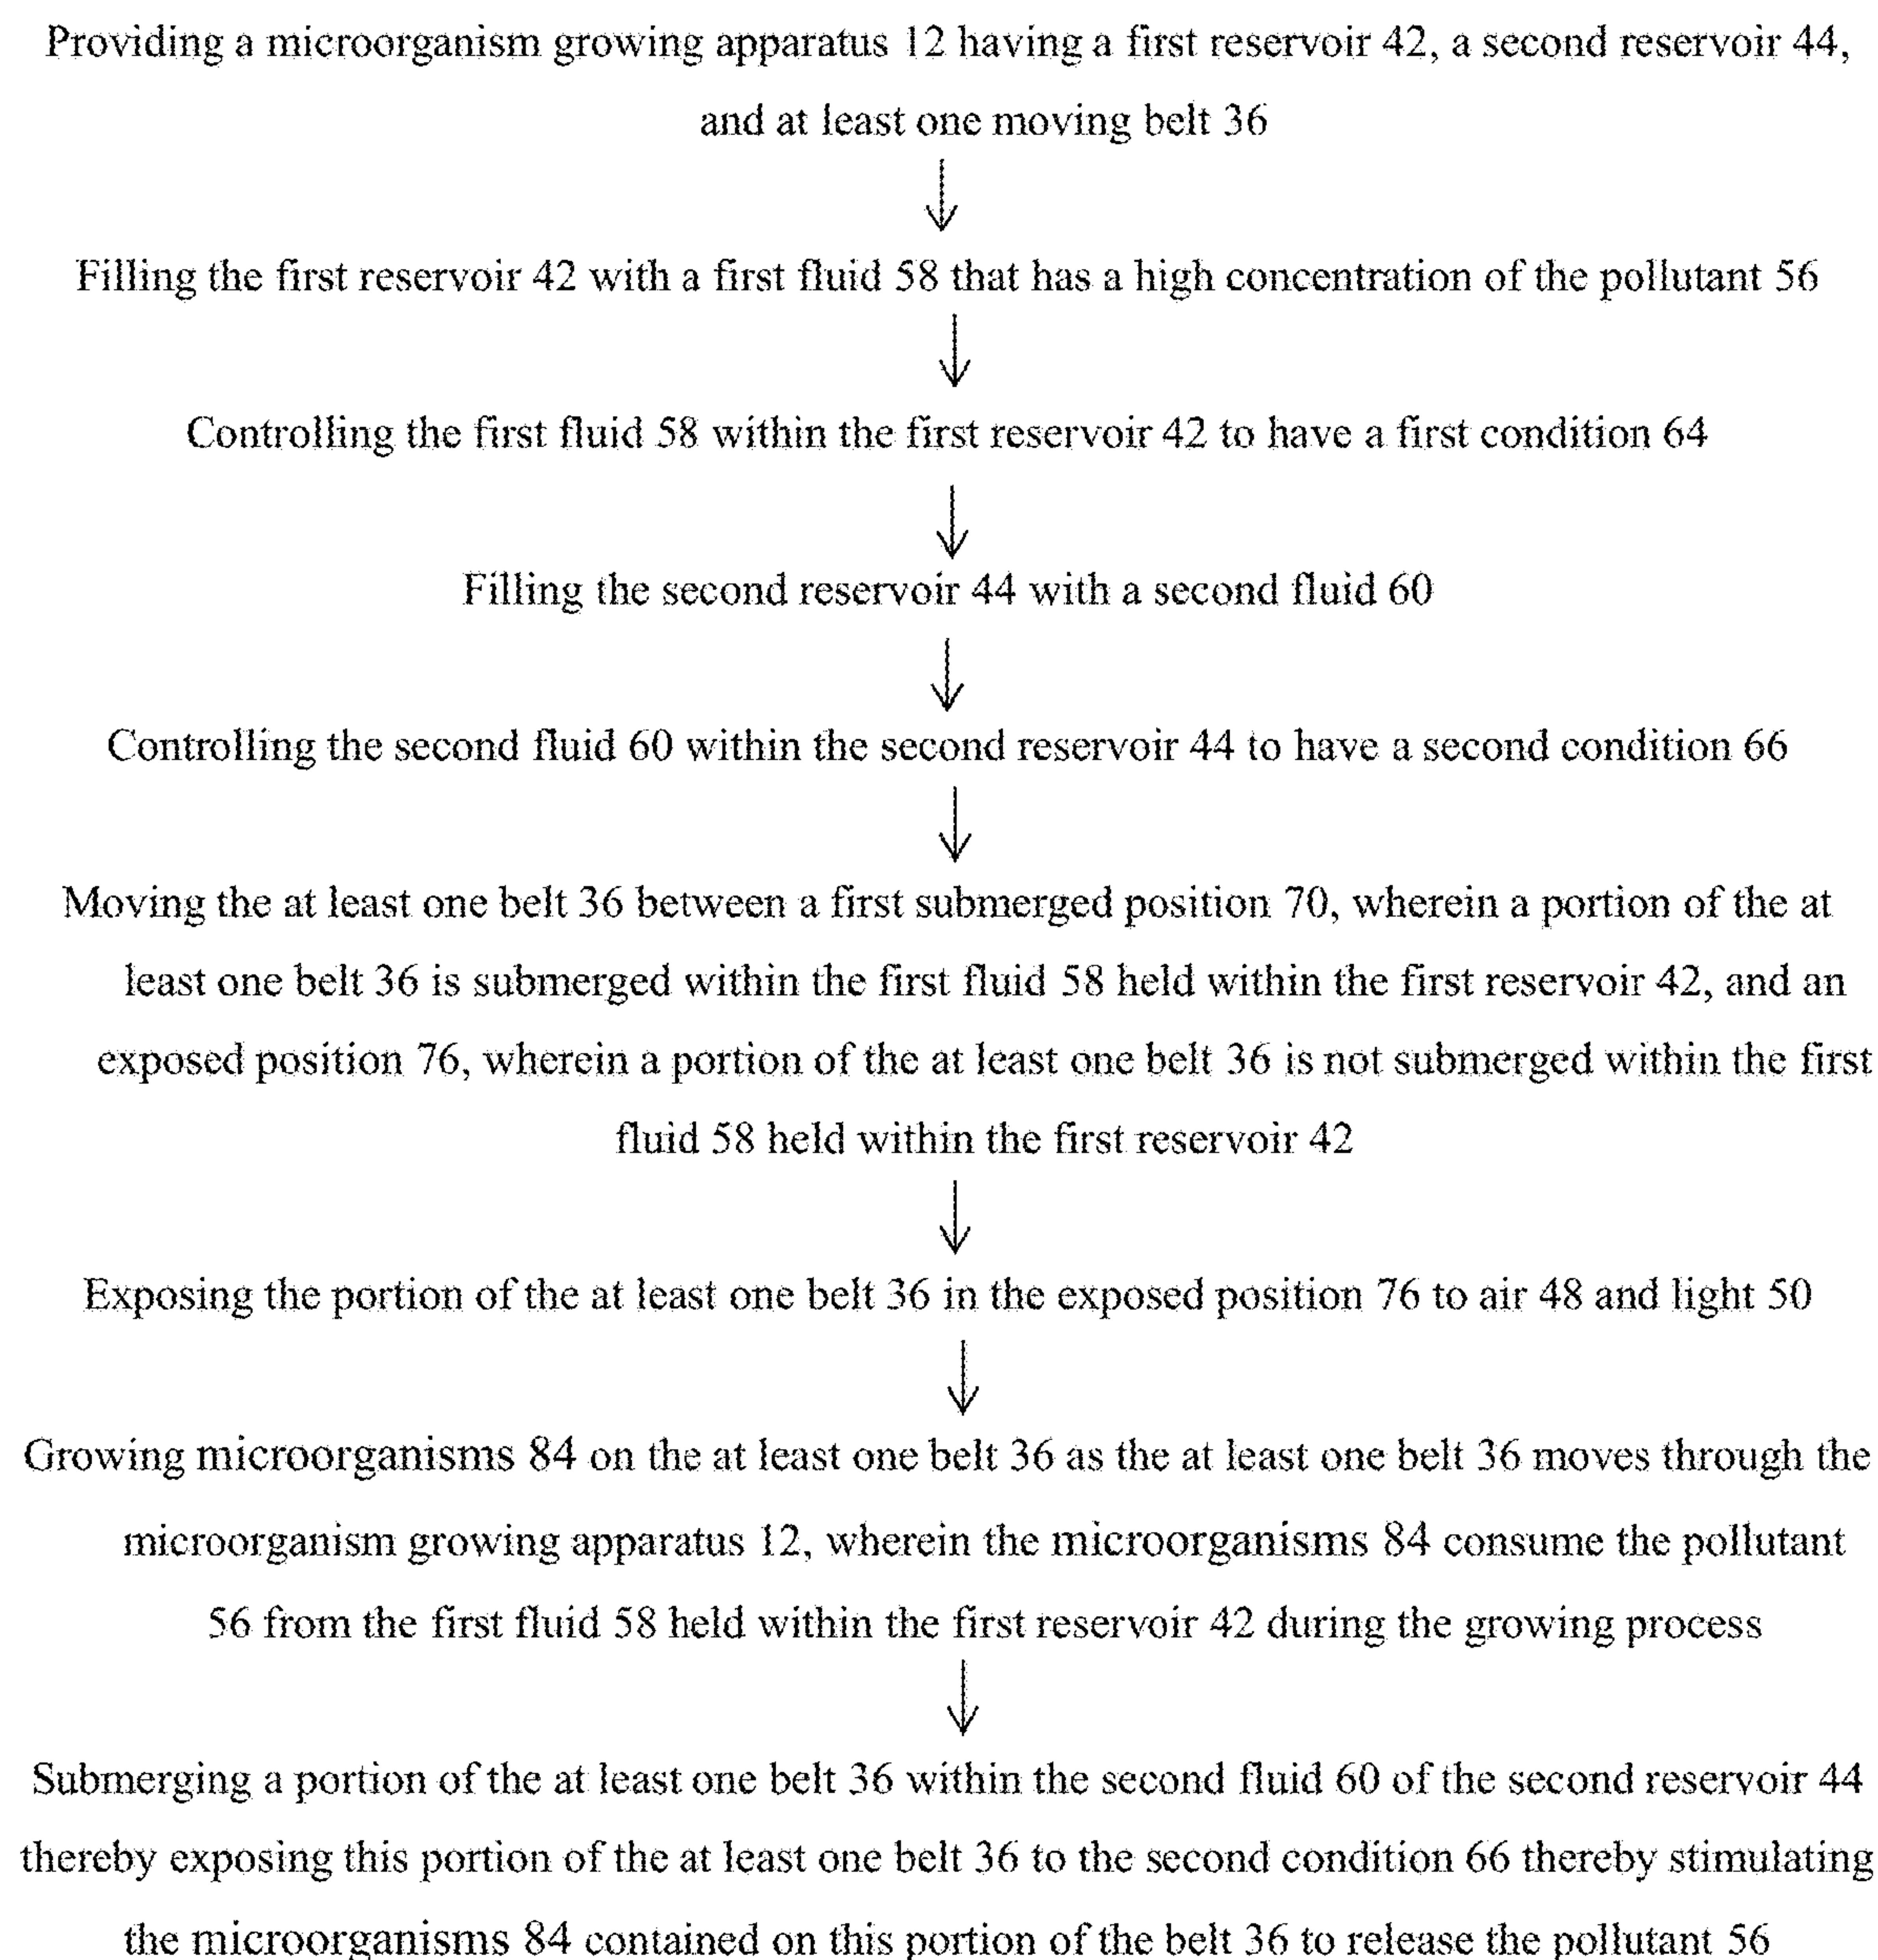 Providing a microorganism growing apparatus 12 having a first reservoir 42, a second reservoir 44,
and at least one moving belt 36
Filling the first reservoir 42 with a first fluid 58 that has a high concentration of the pollutant 56
Controlling the first fluid 58 within the first reservoir 42 to have a first condition 64
Filling the second reservoir 44 with a second fluid 60
Controlling the second fluid 60 within the second reservoir 44 to have a second condition 66
Moving the at least one belt 36 between a first submerged position 70, wherein a portion of the at
least one belt 36 is submerged within the first fluid 58 held within the first reservoir 42, and an
exposed position 76, wherein a portion of the at least one belt 36 is not submerged within the first
fluid 58 held within the first reservoir 42
Exposing the portion of the at least one belt 36 in the exposed position 76 to air 48 and light 50
Growing microorganisms 84 on the at least one belt 36 as the at least one belt 36 moves through the
microorganism growing apparatus 12, wherein the microorganisms 84 consume the pollutant
56 from the first fluid 58 held within the first reservoir 42 during the growing process
Submerging a portion of the at least one belt 36 within the second fluid 60 of the second reservoir 44
thereby exposing this portion of the at least one belt 36 to the second condition 66 thereby stimulating
the microorganisms 84 contained on this portion of the belt 36 to release the pollutant 56